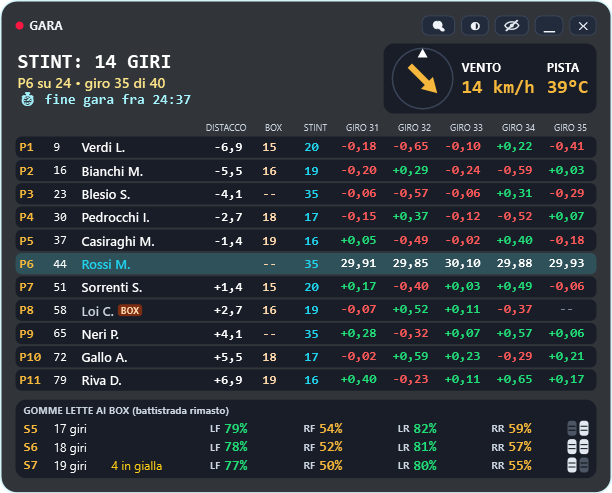 GARA
STINT: 14 GIRI
P6 su 24 • giro 35 di 40
fine gara fra 24:37
VENTO PISTA
14 km/h 39°C
DISTACCO BOX STINT GIRO 31 GIRO 32 GIRO 33 GIRO 34 GIRO 35
P1 9 Verdi L. -6,9 15 20 -0,18 -0,65 -0,10 +0,22 -0,41
P2 16 Bianchi M. -5,5 16 19 -0,20 +0,29 -0,24 -0,59 +0,03
P3 23 Blesio S. -4,1 -- 35 -0,06 -0,57 -0,06 +0,31 -0,29
P4 30 Pedrocchi I. -2,7 18 17 -0,15 +0,37 -0,12 -0,52 +0,07
P5 37 Casiraghi M. -1,4 19 16 +0,05 -0,49 -0,02 +0,40 -0,18
P6 44 Rossi M. -- 35 29,91 29,85 30,10 29,88 29,93
P7 51 Sorrenti S. +1,4 15 20 +0,17 -0,40 +0,03 +0,49 -0,06
P8 58 Loi C. BOX +2,7 16 19 -0,07 +0,52 +0,11 -0,37 --
P9 65 Neri P. +4,1 -- 35 +0,28 -0,32 +0,07 +0,57 +0,06
P10 72 Gallo A. +5,5 18 17 -0,02 +0,59 +0,23 -0,29 +0,21
P11 79 Riva D. +6,9 19 16 +0,40 -0,23 +0,11 +0,65 +0,17
GOMME LETTE AI BOX (battistrada rimasto)
S5 17 giri LF 79% RF 54% LR 82% RR 59%
S6 18 giri LF 78% RF 52% LR 81% RR 57%
S7 19 giri 4 in gialla LF 77% RF 50% LR 80% RR 55%